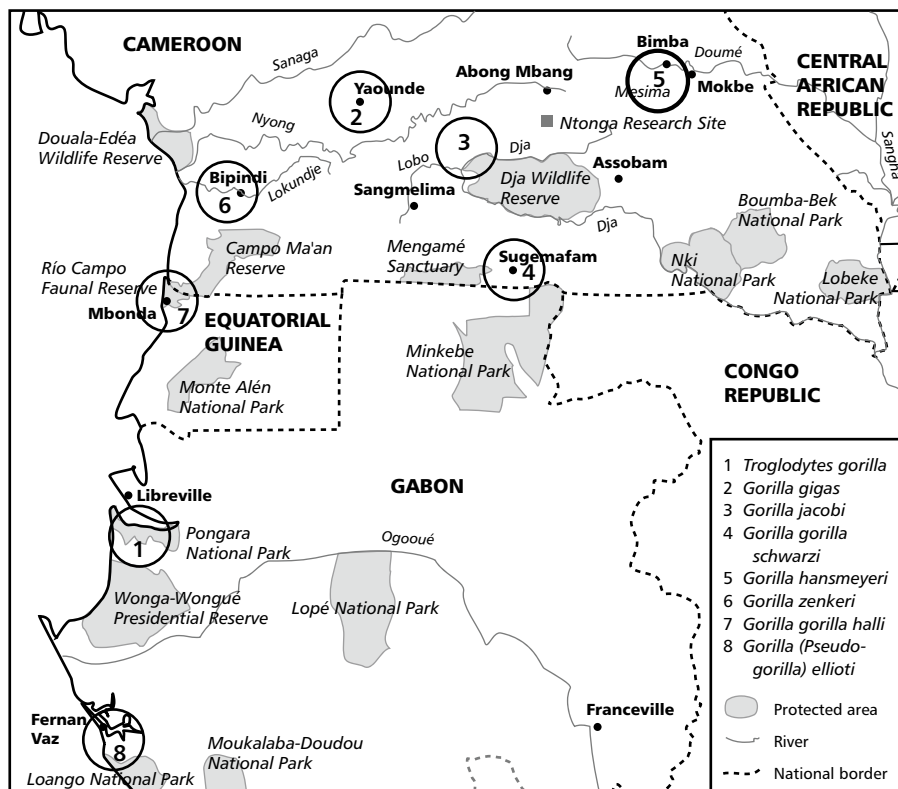 CAMEROON
Sanaga
Bimba
Doumé
CENTRAL
AFRICAN
REPUBLIC
5
Mesima
Mokbe
Abong Mbang
Yaounde
2
Nyong
Ntonga Research Site
Douala-Edéa
Wildlife Reserve
3
Dja
Lobo
Assobam
Sangha
Bipindi
6
Lokundje
Sangmelima
Dja Wildlife
Reserve
Dja
Boumba-Bek
National Park
Campo Ma'an
Reserve
Mengamé
Sanctuary
Sugemafam
4
Nki
National Park
Lobeke
National Park
Río Campo
Faunal Reserve
Mbonda
7
EQUATORIAL
GUINEA
Minkebe
National Park
CONGO
REPUBLIC
Monte Alén
National Park
Libreville
GABON
1
Pongara
National Park
Ogooué
Wonga-Wongué
Presidential Reserve
Lopé National Park
Fernan
Vaz
8
Loango National Park
Moukalaba-Doudou
National Park
Franceville
1 Troglodytes gorilla
2 Gorilla gigas
3 Gorilla jacobi
4 Gorilla gorilla
schwarzi
5 Gorilla hansmeyeri
6 Gorilla zenkeri
7 Gorilla gorilla halli
8 Gorilla (Pseudo-
gorilla) ellioti
Protected area
River
National border